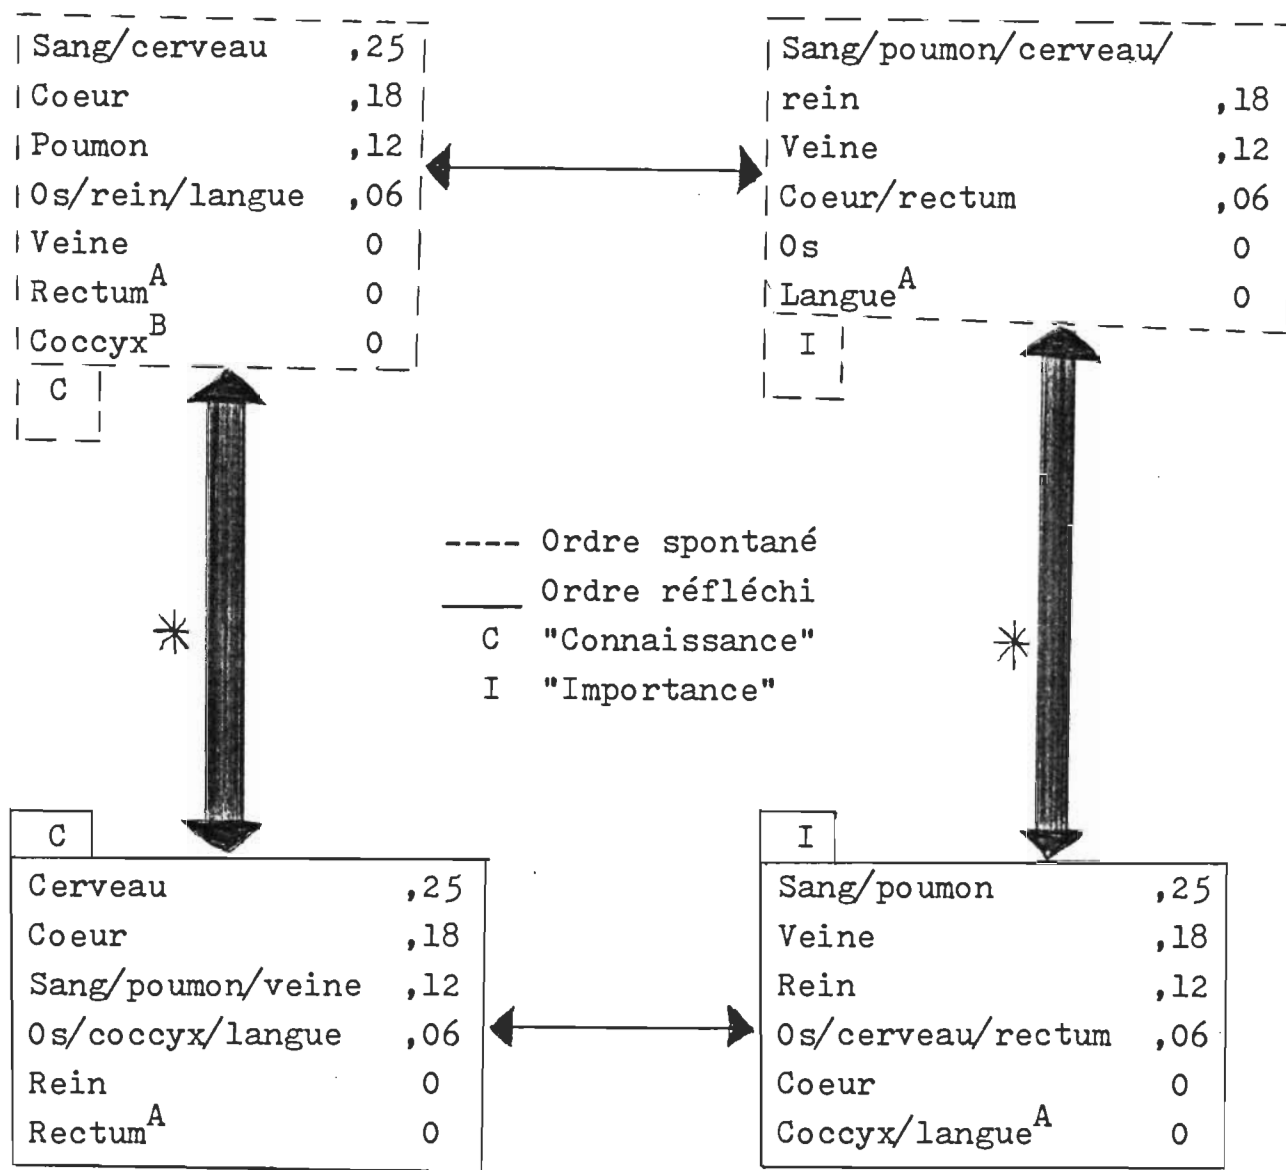 Sang/cerveau ,25
Coeur ,18
Poumon ,12
Os/rein/langue ,06
Veine 0
Rectum^A 0
Coccyx^B 0
C
Sang/poumon/cerveau/
rein ,18
Veine ,12
Coeur/rectum ,06
Os 0
Langue^A 0
I
---- Ordre spontané
____ Ordre réfléchi
C "Connaissance"
I "Importance"
*
*
C
Cerveau ,25
Coeur ,18
Sang/poumon/veine ,12
Os/coccyx/langue ,06
Rein 0
Rectum^A 0
I
Sang/poumon ,25
Veine ,18
Rein ,12
Os/cerveau/rectum ,06
Coeur 0
Coccyx/langue^A 0